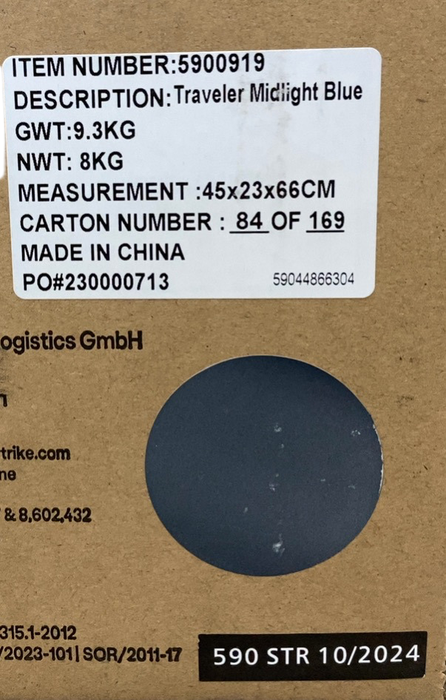 ITEM NUMBER:5900919
DESCRIPTION:Traveler Midlight Blue
GWT:9.3KG
NWT: 8KG
MEASUREMENT :45x23x66CM
CARTON NUMBER : 84 OF 169
MADE IN CHINA
PO#230000713 59044866304
ogistics GmbH
trike.com
ne
& 8,602,432
315.1-2012
/2023-101 | SOR/2011-17
590 STR 10/2024